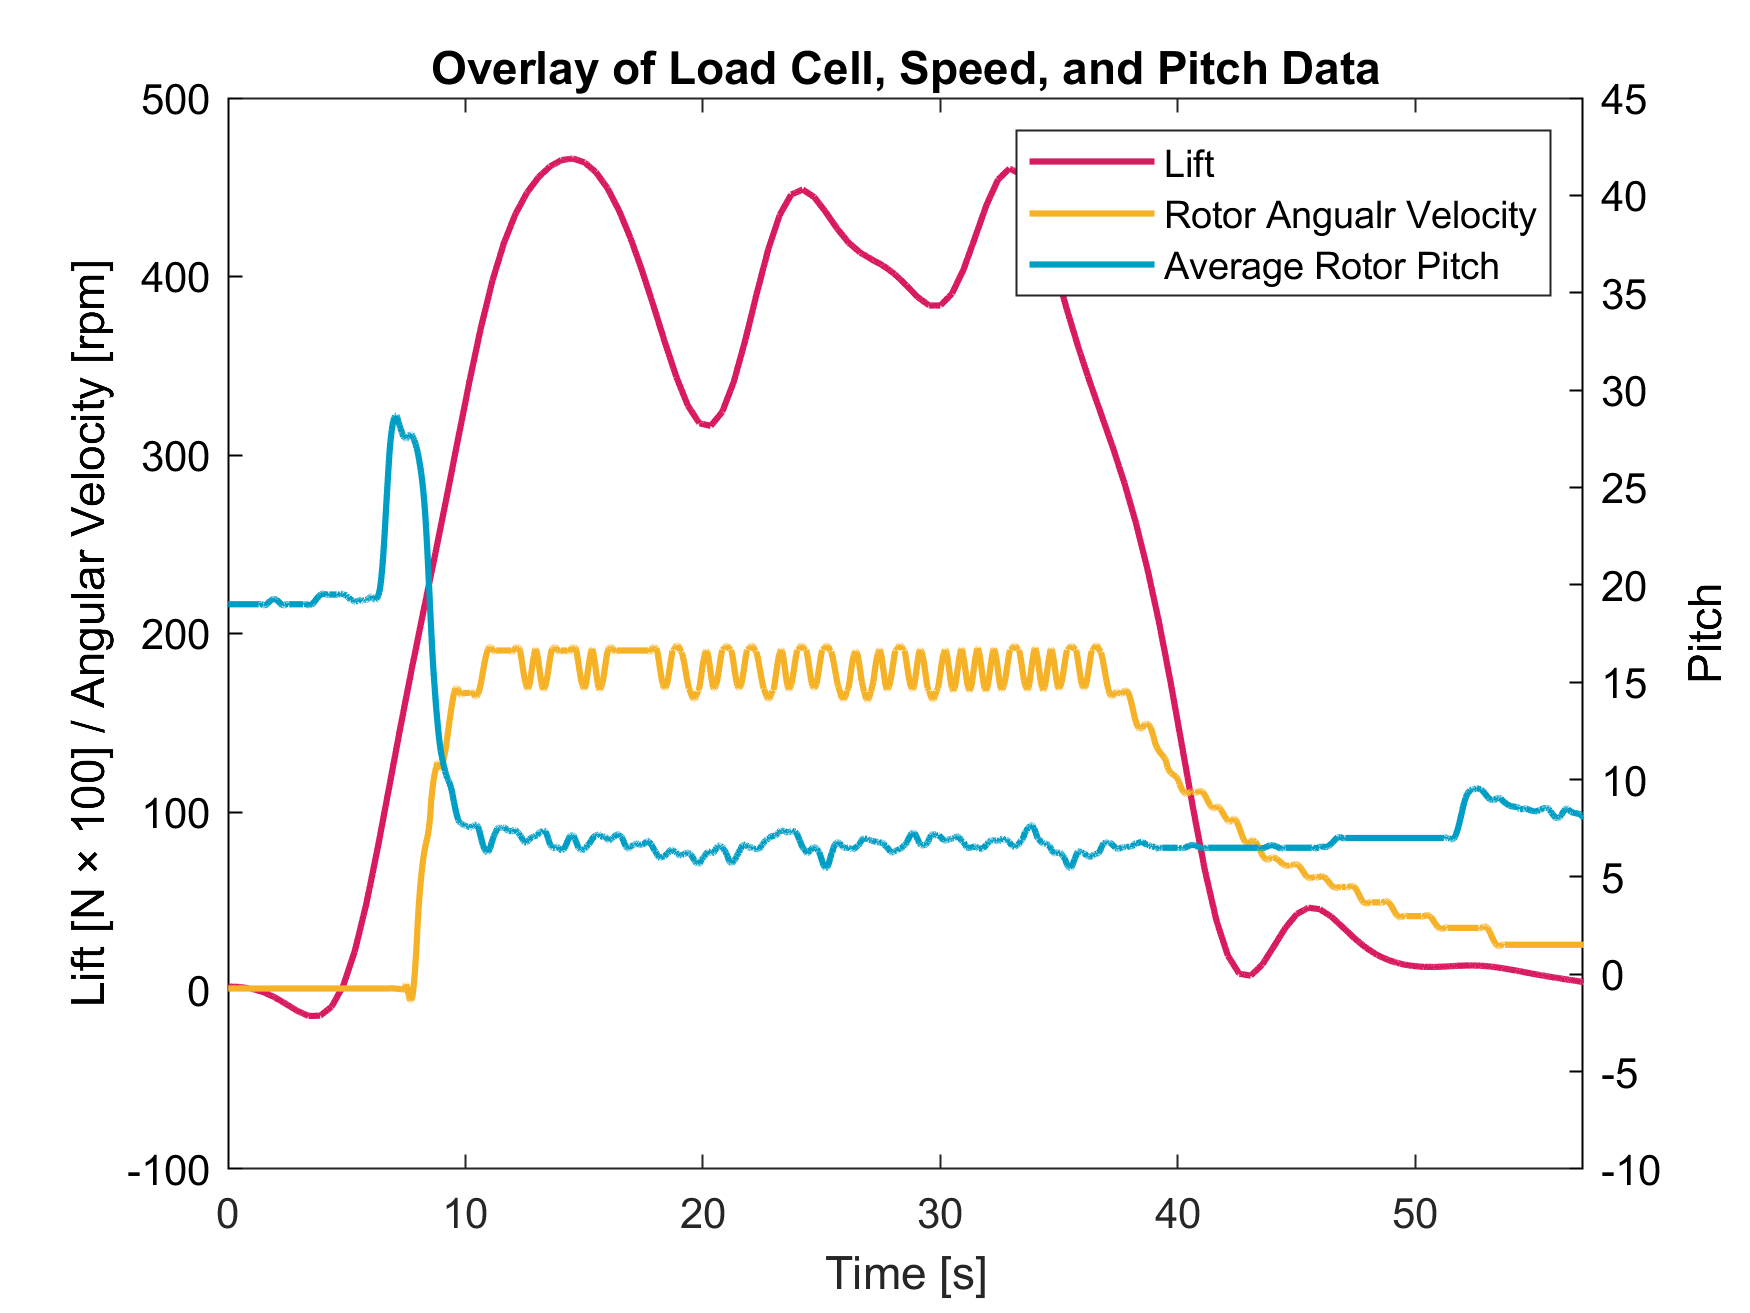 Overlay of Load Cell, Speed, and Pitch Data
Lift [N × 100] / Angular Velocity [rpm]
500
400
300
200
100
0
-100
Lift
Rotor Angualr Velocity
Average Rotor Pitch
45
40
35
30
25
20
15
10
5
0
-5
-10
Pitch
0 10 20 30 40 50
Time [s]